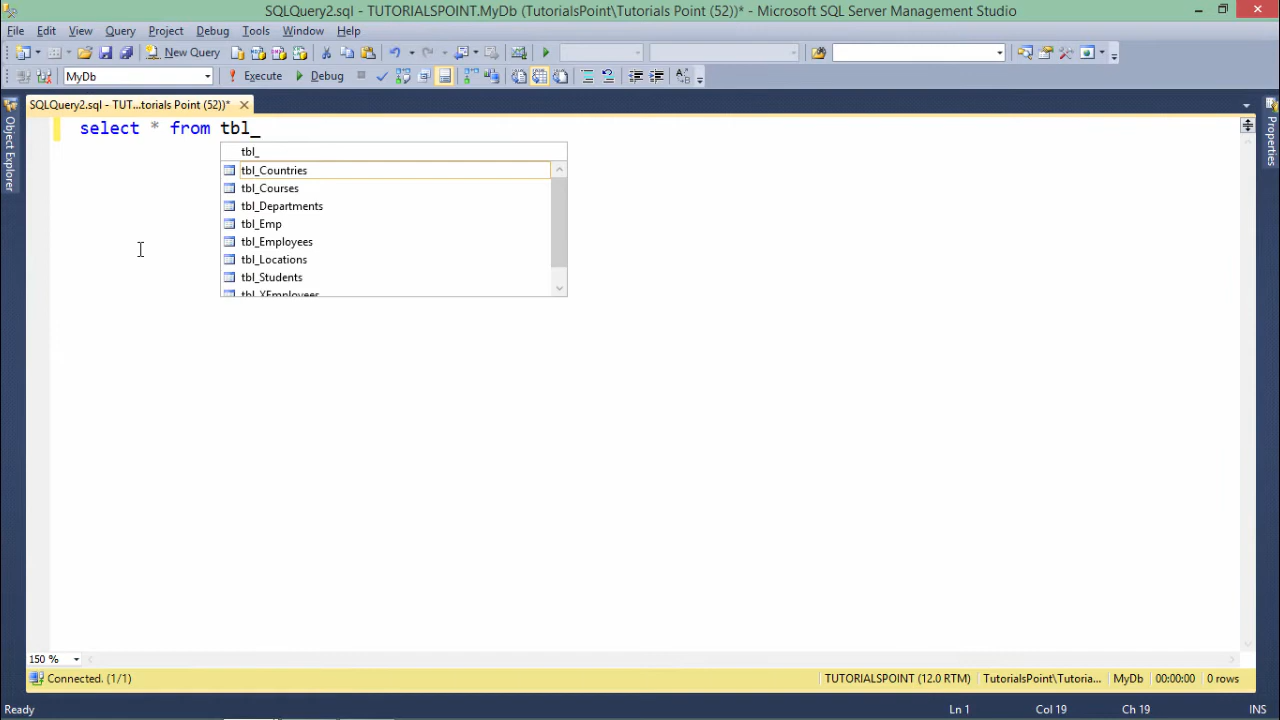 SQLQuery2.sql - TUTORIALSPOINT.MyDb (TutorialsPoint\Tutorials Point (52))* - Microsoft SQL Server Management Studio
File Edit View Query Project Debug Tools Window Help
New Query
MyDb Execute Debug
SQLQuery2.sql - TUT...torials Point (52))*
Object Explorer
Properties
select * from tbl_
tbl_
tbl_Countries
tbl_Courses
tbl_Departments
tbl_Emp
tbl_Employees
tbl_Locations
tbl_Students
tbl_XEmployees
150 %
Connected. (1/1) TUTORIALSPOINT (12.0 RTM) TutorialsPoint\Tutoria... MyDb 00:00:00 0 rows
Ready Ln 1 Col 19 Ch 19 INS